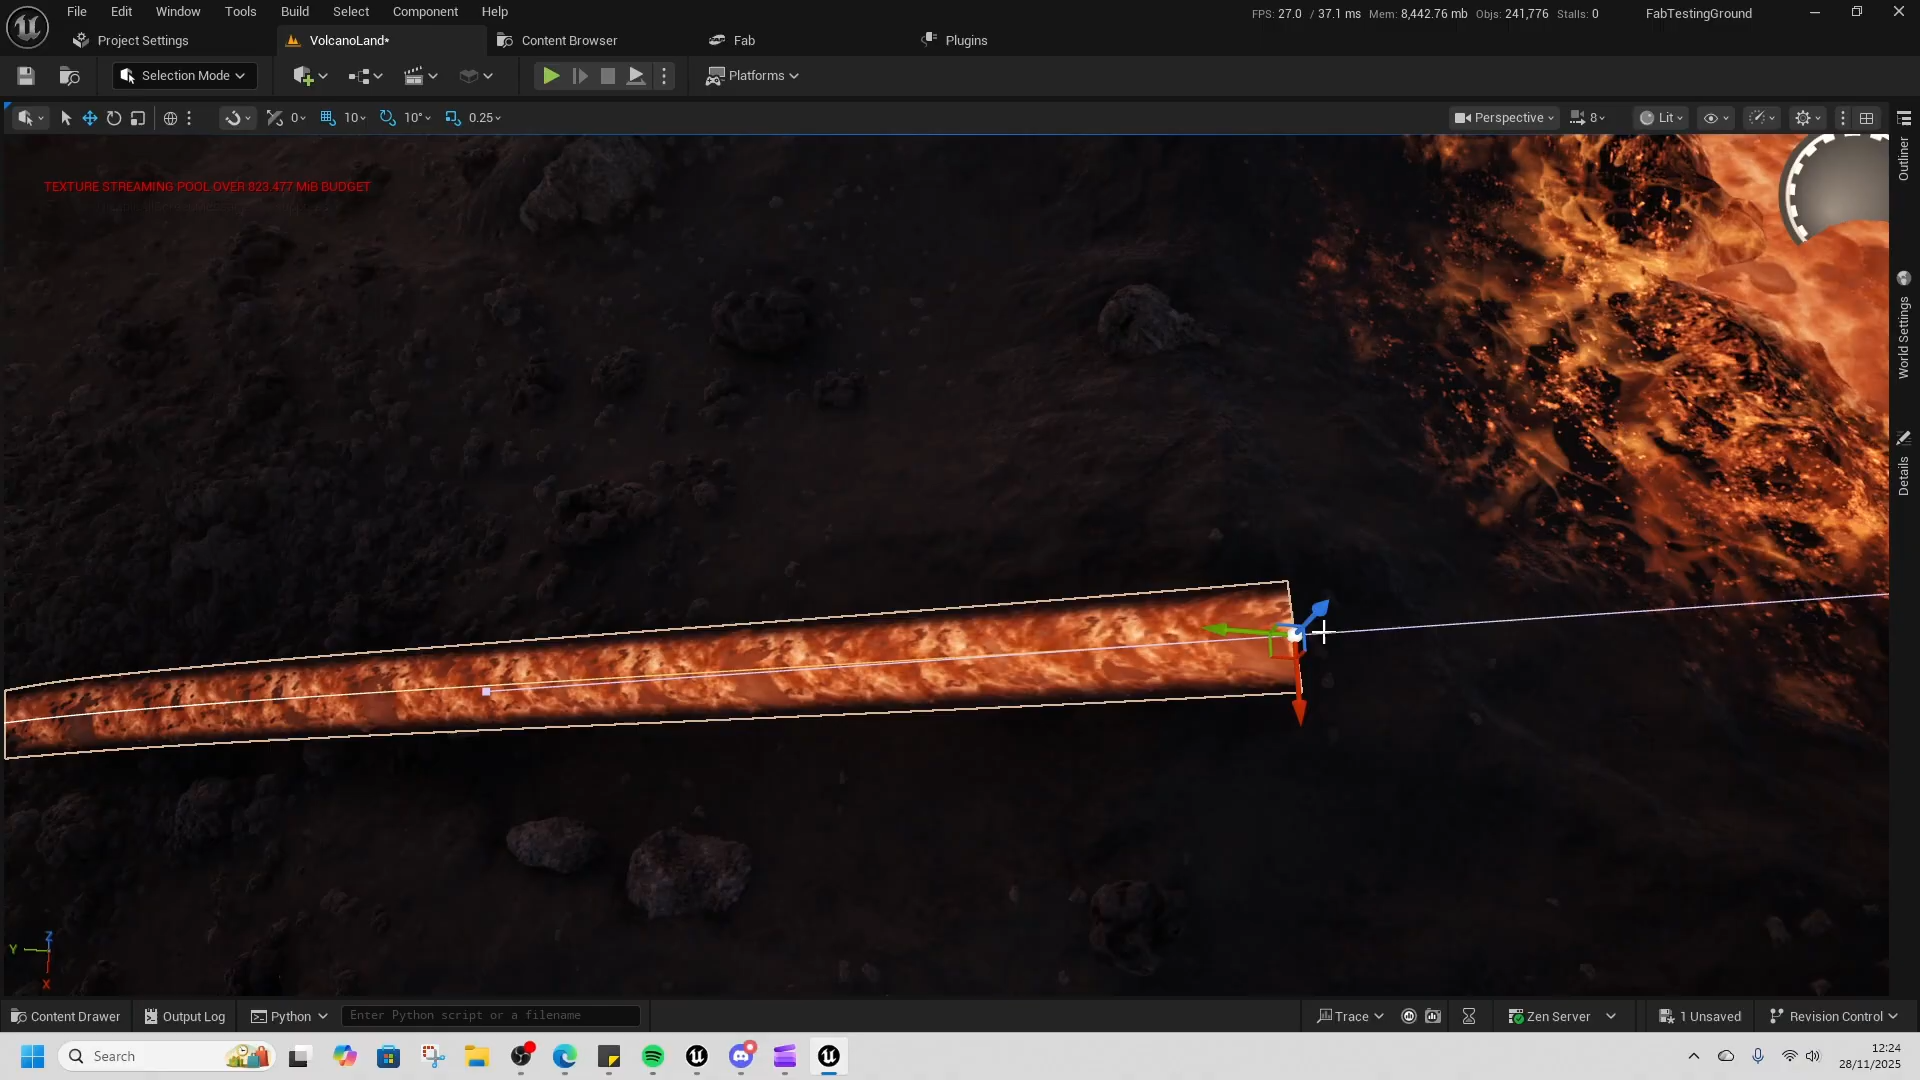 File Edit Window Tools Build Select Component Help
FPS: 27.0 / 37.1 ms Mem: 8,442.76 mb Objs: 241,776 Stalls: 0 FabTestingGround
Project Settings VolcanoLand* Content Browser Fab Plugins
Selection Mode Platforms
0 10 10° 0.25 Perspective 8 Lit
Outliner
TEXTURE STREAMING POOL OVER 823.477 MiB BUDGET
World Settings
Details
Z
Y
X
Content Drawer Output Log Python Enter Python script or a filename Trace Zen Server 1 Unsaved Revision Control
Search
12:24
28/11/2025